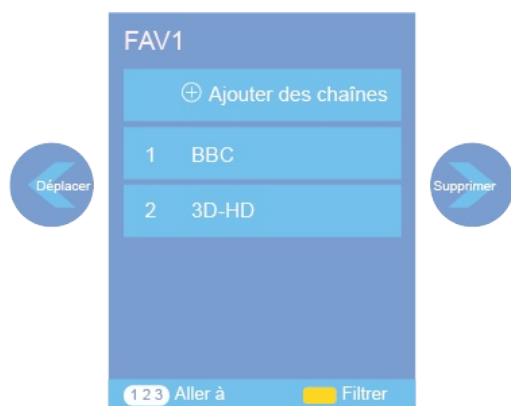 FAV1
⊕ Ajouter des chaînes
1 BBC
Déplacer
Supprimer
2 3D-HD
123 Aller à Filtrer